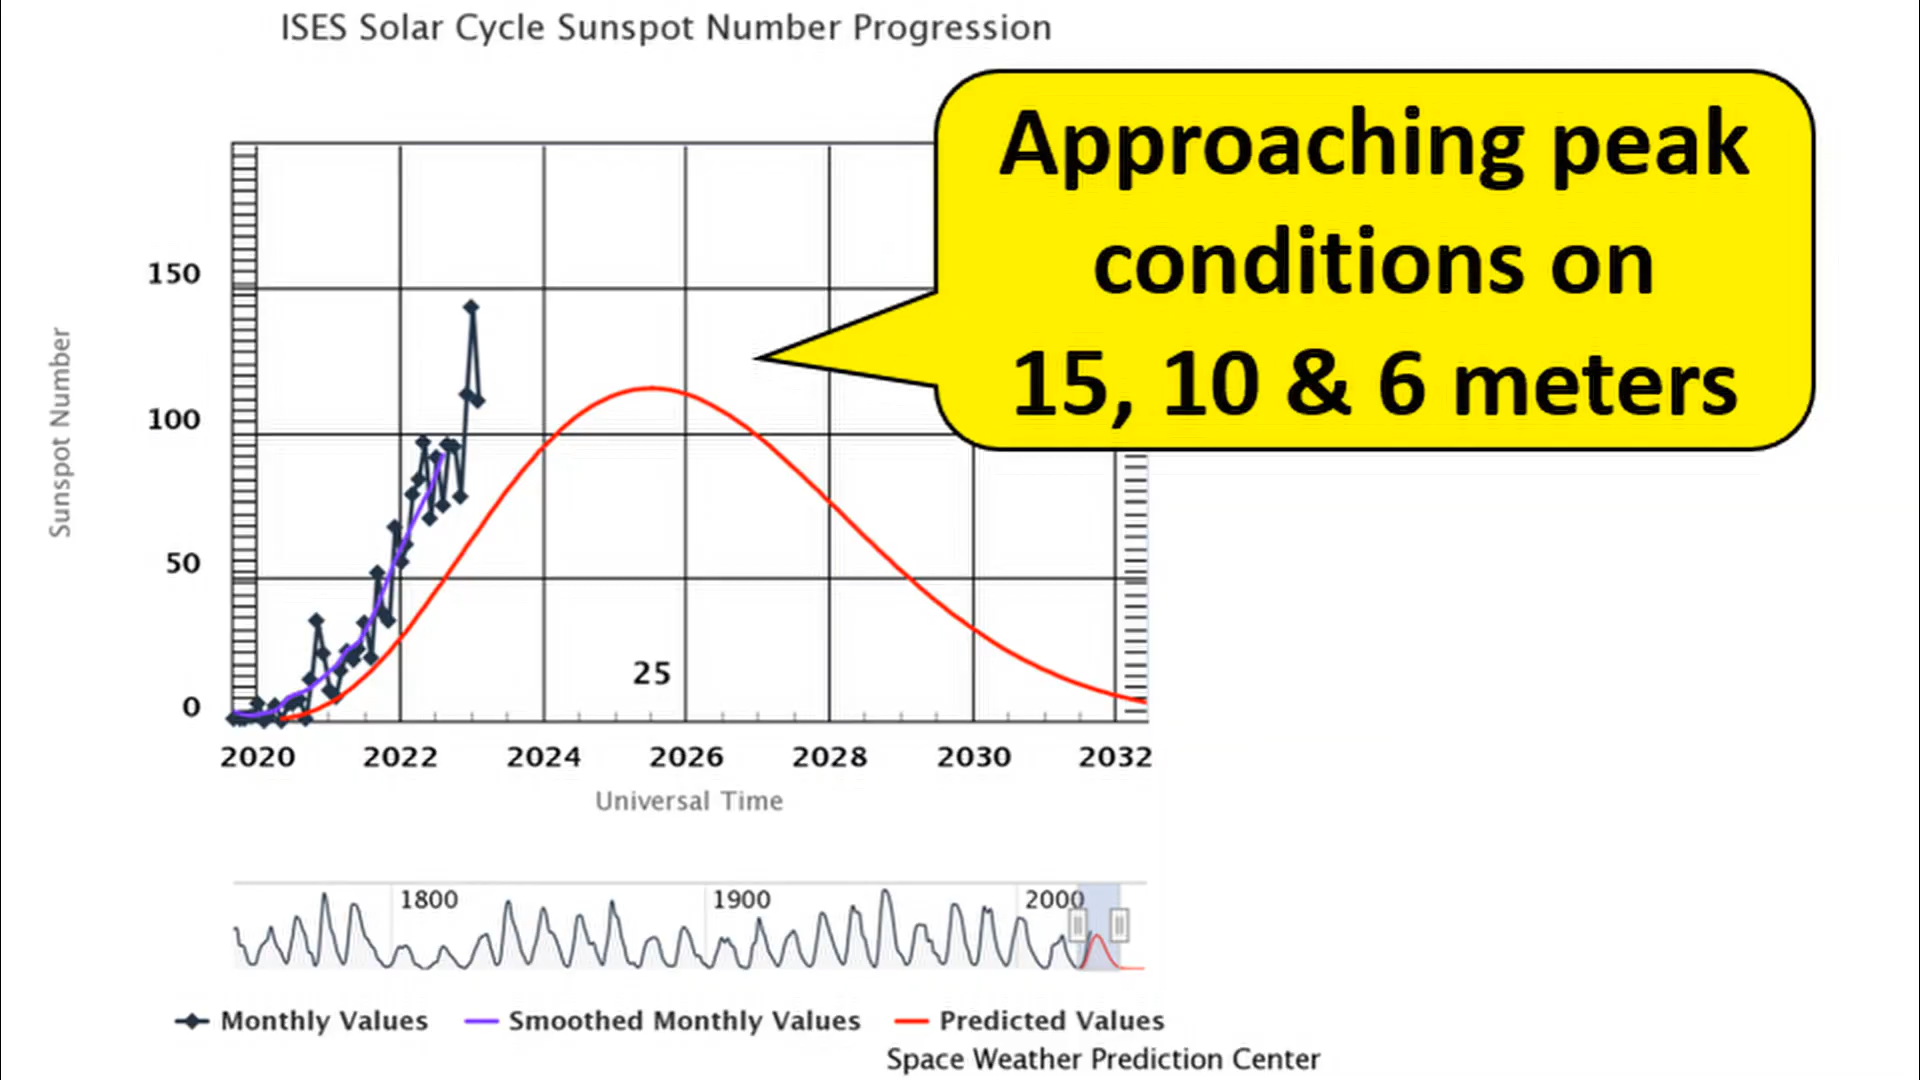 ISES Solar Cycle Sunspot Number Progression
Approaching peak
conditions on
15, 10 & 6 meters
Sunspot Number
150
100
50
0
25
2020 2022 2024 2026 2028 2030 2032
Universal Time
1800 1900 2000
Monthly Values Smoothed Monthly Values Predicted Values
Space Weather Prediction Center